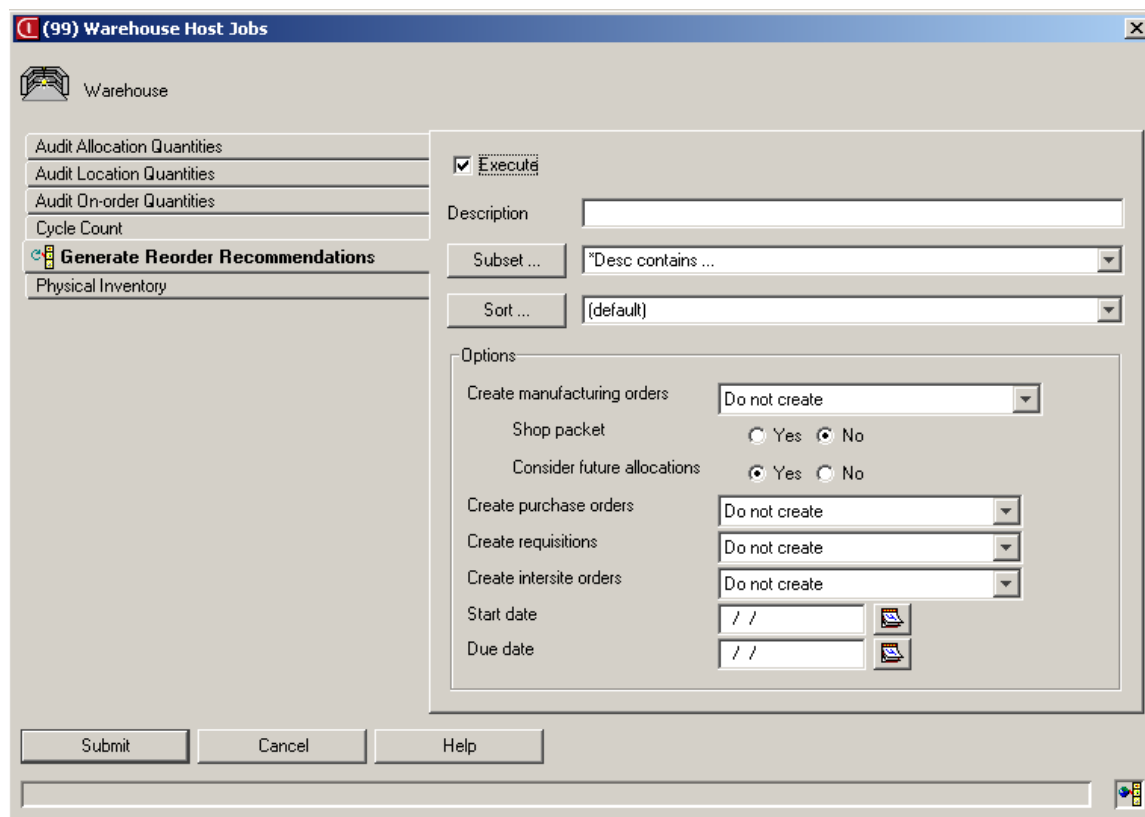 (99) Warehouse Host Jobs
Warehouse
Audit Allocation Quantities
Audit Location Quantities
Audit On-order Quantities
Cycle Count
Generate Reorder Recommendations
Physical Inventory
Execute
Description
Subset ... *Desc contains ...
Sort ... (default)
Options
Create manufacturing orders Do not create
Shop packet Yes No
Consider future allocations Yes No
Create purchase orders Do not create
Create requisitions Do not create
Create intersite orders Do not create
Start date / /
Due date / /
Submit Cancel Help